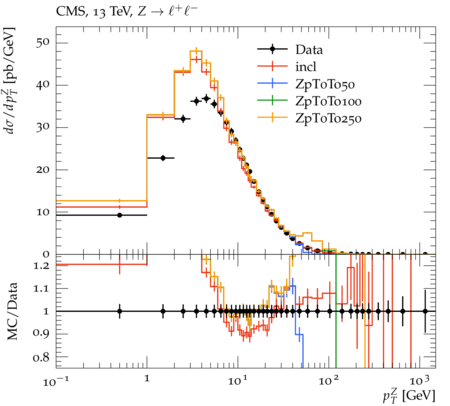 CMS, 13 TeV, Z → ℓ⁺ℓ⁻
dσ/dp_T^Z [pb/GeV]
50
40
30
20
10
0
Data
incl
ZpToTo50
ZpToTo100
ZpToTo250
MC/Data
1.2
1.1
1
0.9
0.8
10⁻¹ 1 10¹ 10² 10³
p_T^Z [GeV]